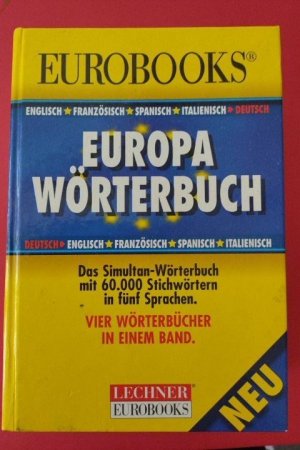 EUROBOOKS®
ENGLISCH ★ FRANZÖSISCH ★ SPANISCH ★ ITALIENISCH ▸ DEUTSCH
EUROPA
WÖRTERBUCH
DEUTSCH ▸ ENGLISCH ★ FRANZÖSISCH ★ SPANISCH ★ ITALIENISCH
Das Simultan-Wörterbuch
mit 60.000 Stichwörtern
in fünf Sprachen.
VIER WÖRTERBÜCHER
IN EINEM BAND.
LECHNER®
EUROBOOKS
NEU